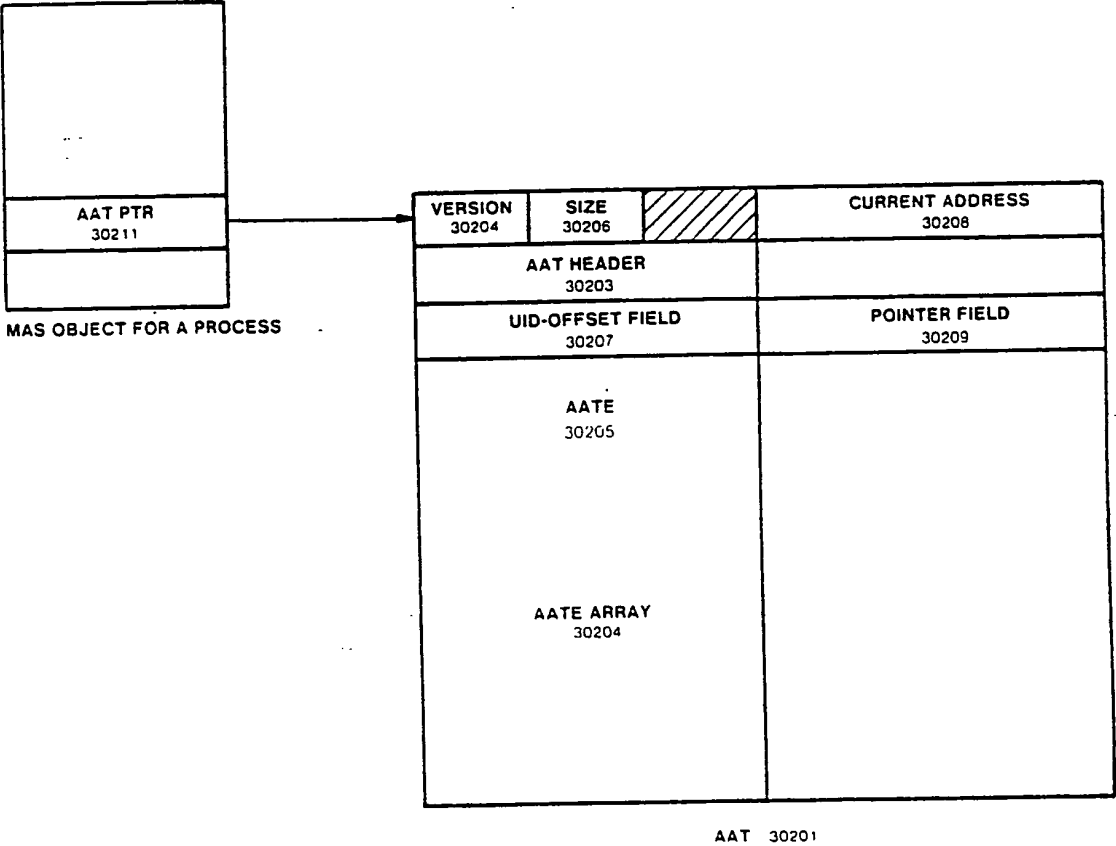 AAT PTR
30211
MAS OBJECT FOR A PROCESS
VERSION
30204
SIZE
30206
CURRENT ADDRESS
30208
AAT HEADER
30203
UID-OFFSET FIELD
30207
POINTER FIELD
30209
AATE
30205
AATE ARRAY
30204
AAT 30201